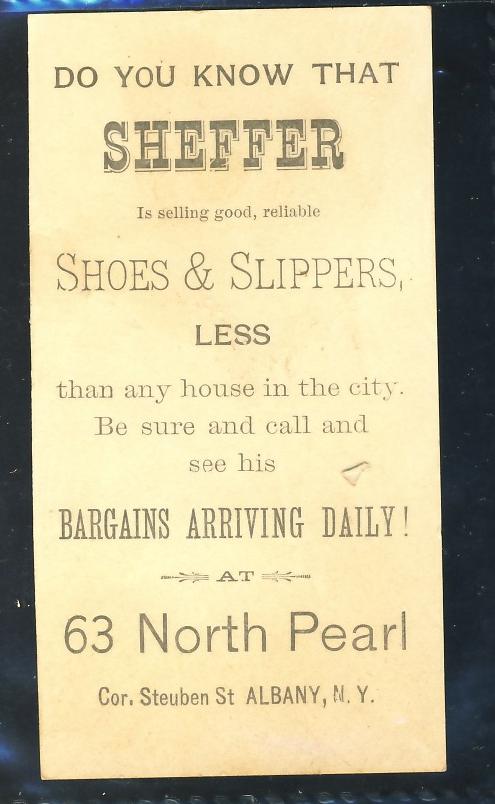 DO YOU KNOW THAT
SHEFFER
Is selling good, reliable
SHOES & SLIPPERS,
LESS
than any house in the city.
Be sure and call and
see his
BARGAINS ARRIVING DAILY!
AT
63 North Pearl
Cor. Steuben St ALBANY, N. Y.